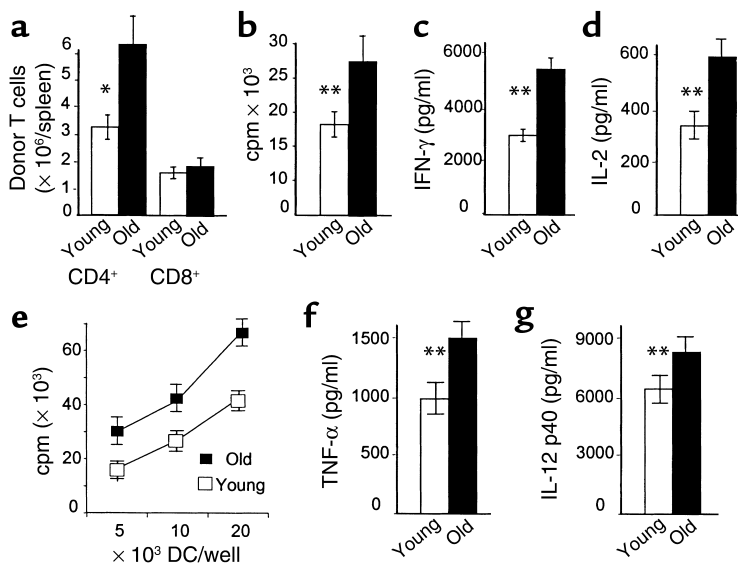 a
Donor T cells
(× 10⁶/spleen)
6
5
4
3
2
1
0
*
Young
Old
Young
Old
CD4⁺
CD8⁺
b
cpm × 10³
30
25
20
15
10
5
0
**
Young
Old
c
IFN-γ (pg/ml)
6000
4000
2000
0
**
Young
Old
d
IL-2 (pg/ml)
600
400
200
0
**
Young
Old
e
cpm (× 10³)
60
40
20
0
Old
Young
5
10
20
× 10³ DC/well
f
TNF-α (pg/ml)
1500
1000
500
0
**
Young
Old
g
IL-12 p40 (pg/ml)
9000
6000
3000
0
**
Young
Old